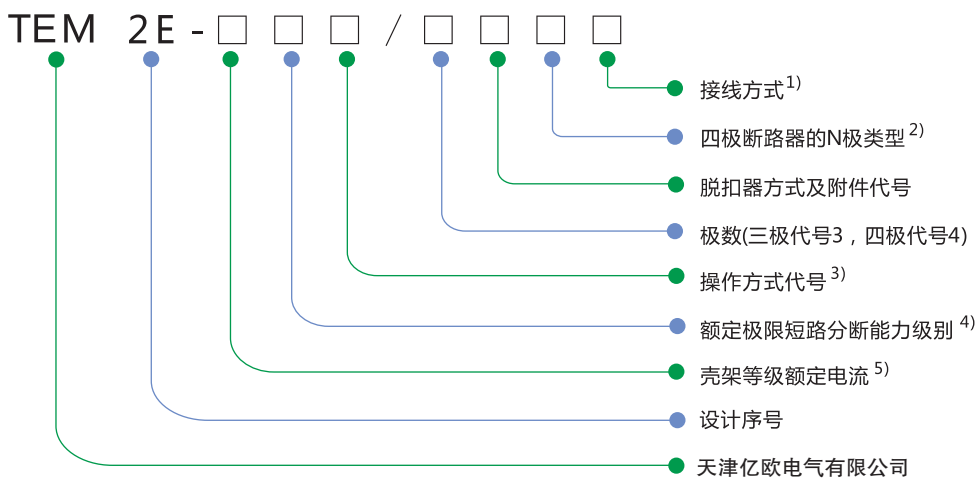 TEM 2E-□□□/□□□□
接线方式1)
四极断路器的N极类型2)
脱扣器方式及附件代号
极数(三极代号3，四极代号4)
操作方式代号3)
额定极限短路分断能力级别4)
壳架等级额定电流5)
设计序号
天津亿欧电气有限公司